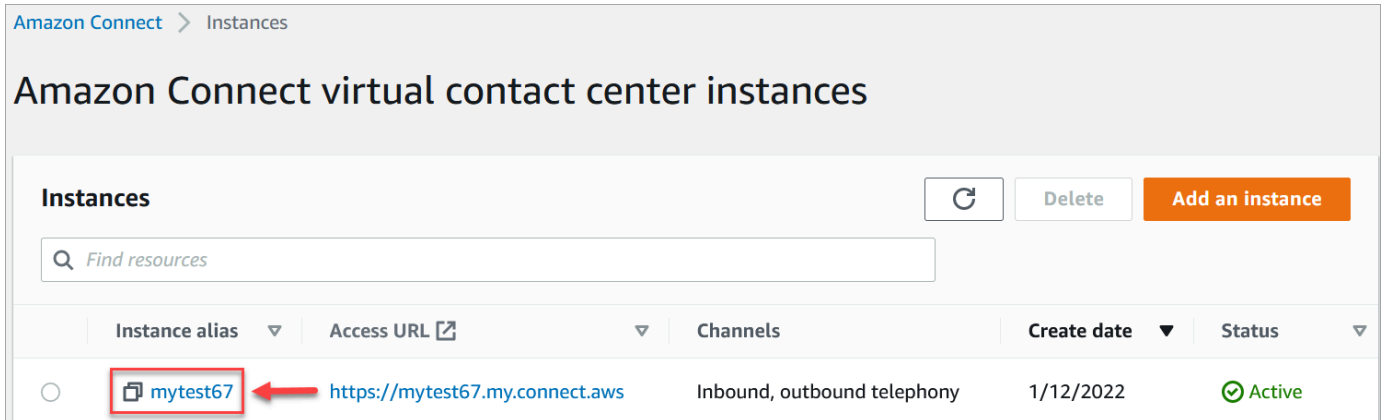 Amazon Connect > Instances
Amazon Connect virtual contact center instances
Instances
Delete
Add an instance
Find resources
Instance alias Access URL Channels Create date Status
mytest67 https://mytest67.my.connect.aws Inbound, outbound telephony 1/12/2022 Active